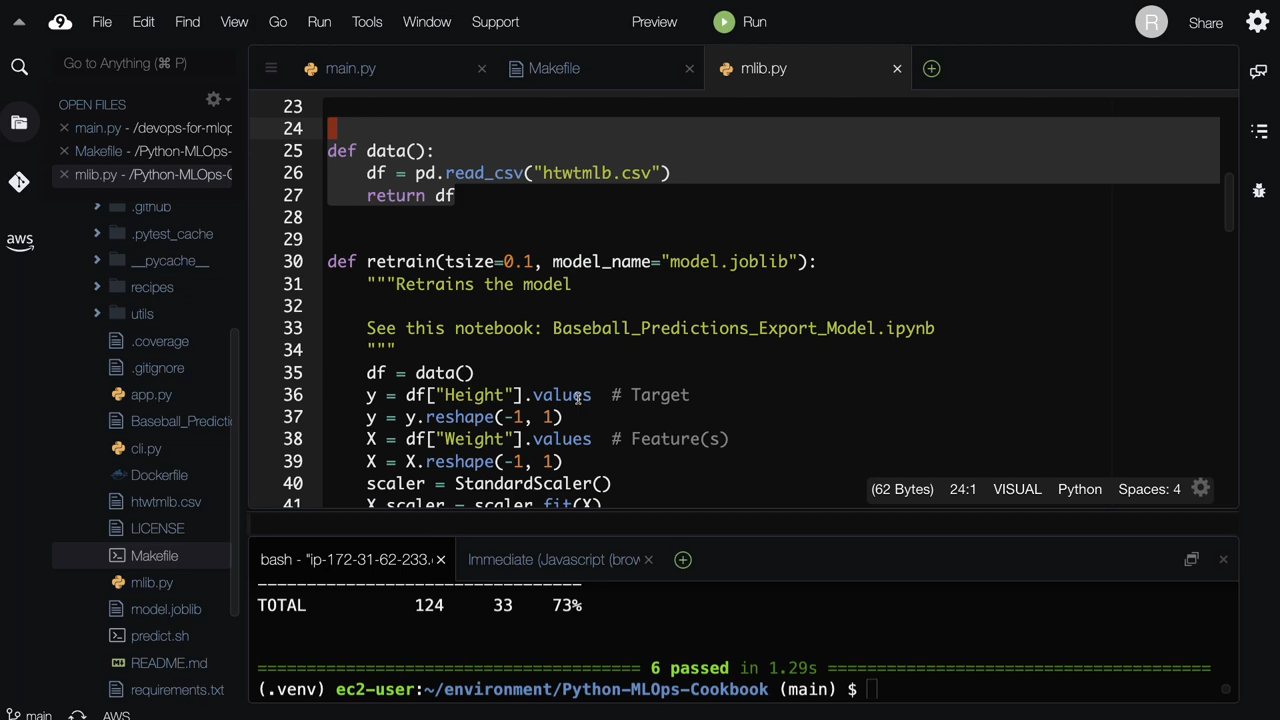 9 File Edit Find View Go Run Tools Window Support Preview Run R Share
Go to Anything (⌘ P)
main.py
Makefile
mlib.py
OPEN FILES
main.py - /devops-for-mlop
Makefile - /Python-MLOps-
mlib.py - /Python-MLOps-C
aws
.github
.pytest_cache
__pycache__
recipes
utils
.coverage
.gitignore
app.py
Baseball_Predicti
cli.py
Dockerfile
htwtmlb.csv
LICENSE
Makefile
mlib.py
model.joblib
predict.sh
README.md
requirements.txt
main AWS
23
24
25 def data():
26     df = pd.read_csv("htwtmlb.csv")
27     return df
28
29
30 def retrain(tsize=0.1, model_name="model.joblib"):
31     """Retrains the model
32
33     See this notebook: Baseball_Predictions_Export_Model.ipynb
34     """
35     df = data()
36     y = df["Height"].values  # Target
37     y = y.reshape(-1, 1)
38     X = df["Weight"].values  # Feature(s)
39     X = X.reshape(-1, 1)
40     scaler = StandardScaler()
41     X_scaler = scaler.fit(X)
(62 Bytes) 24:1 VISUAL Python Spaces: 4
bash - "ip-172-31-62-233.
Immediate (Javascript (brow
TOTAL 124 33 73%
6 passed in 1.29s
(.venv) ec2-user:~/environment/Python-MLOps-Cookbook (main) $